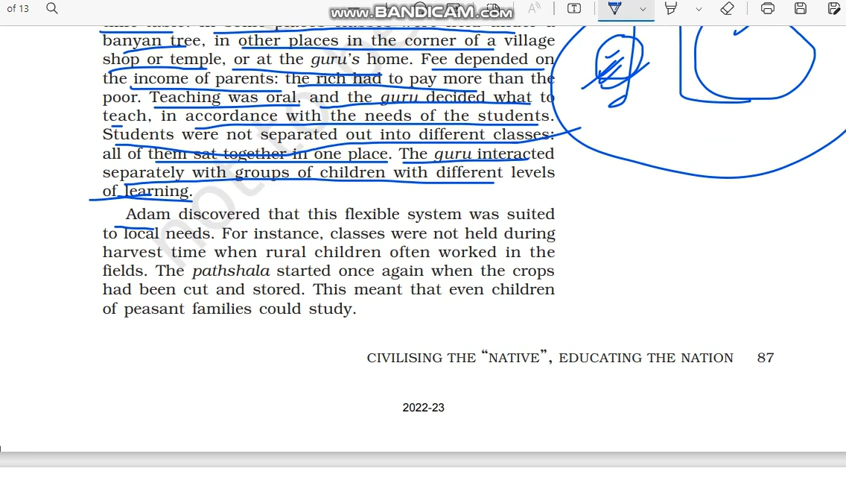 of 13
www.BANDICAM.com
banyan tree, in other places in the corner of a village
shop or temple, or at the guru's home. Fee depended on
the income of parents: the rich had to pay more than the
poor. Teaching was oral, and the guru decided what to
teach, in accordance with the needs of the students.
Students were not separated out into different classes:
all of them sat together in one place. The guru interacted
separately with groups of children with different levels
of learning.
Adam discovered that this flexible system was suited
to local needs. For instance, classes were not held during
harvest time when rural children often worked in the
fields. The pathshala started once again when the crops
had been cut and stored. This meant that even children
of peasant families could study.
CIVILISING THE "NATIVE", EDUCATING THE NATION 87
2022-23